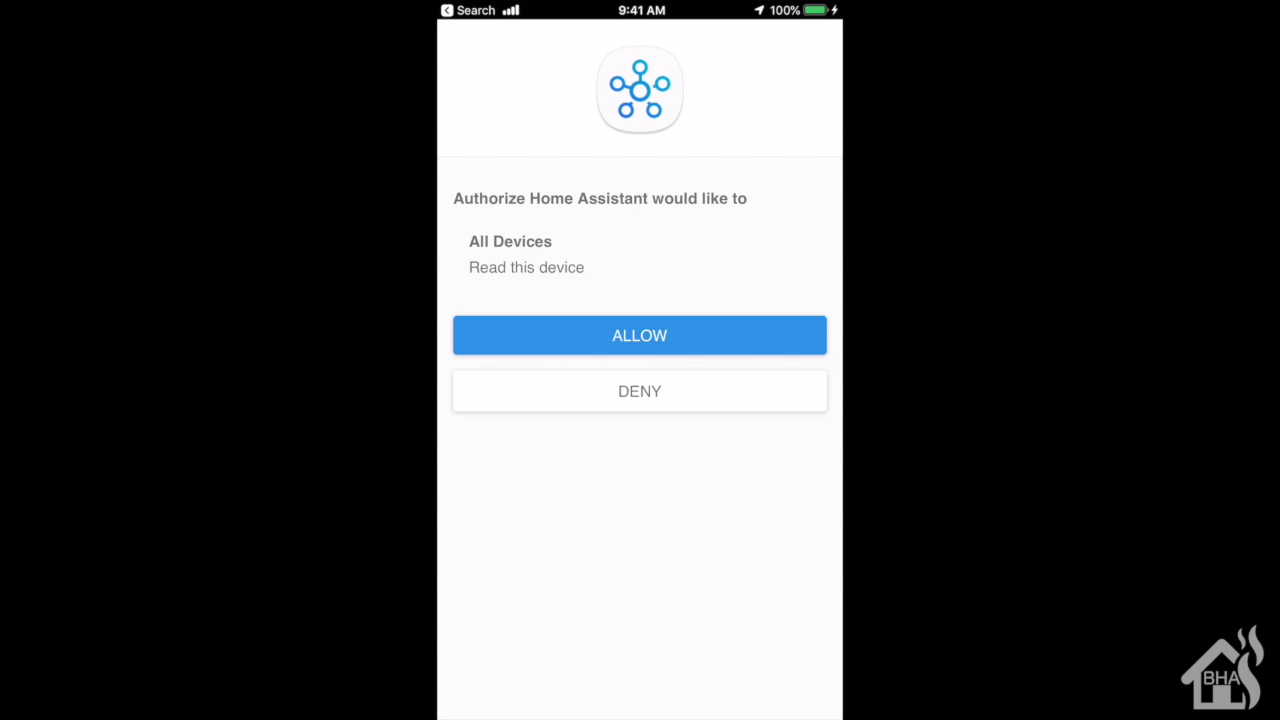 Search 9:41 AM 100%
Authorize Home Assistant would like to
All Devices
Read this device
ALLOW
DENY
BHA